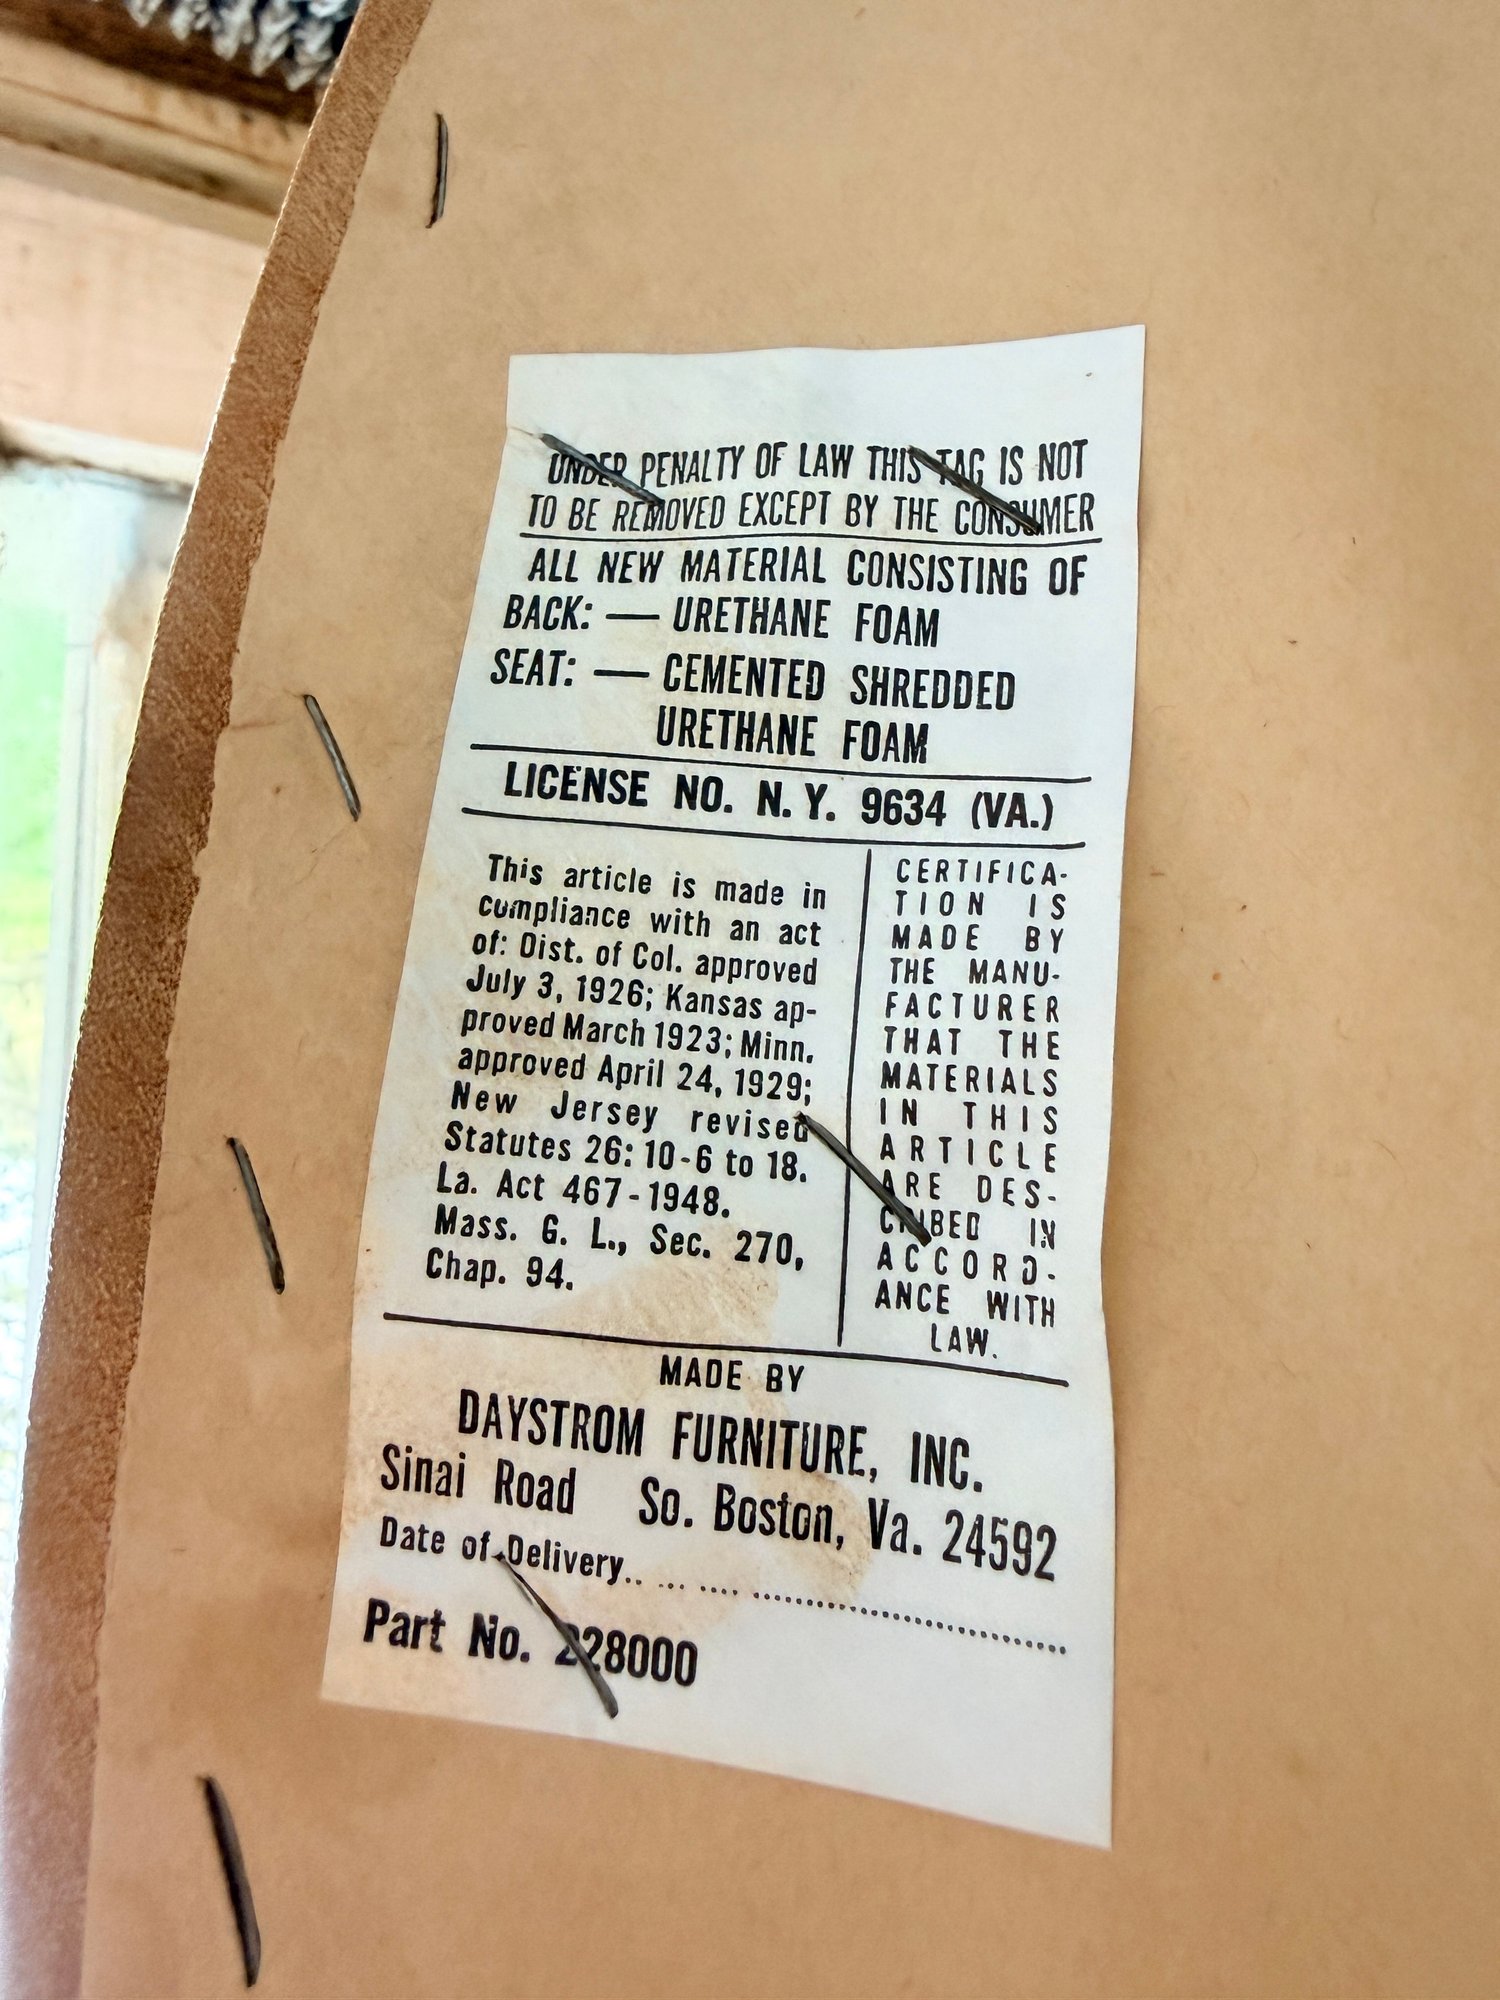 UNDER PENALTY OF LAW THIS TAG IS NOT
TO BE REMOVED EXCEPT BY THE CONSUMER
ALL NEW MATERIAL CONSISTING OF
BACK: — URETHANE FOAM
SEAT: — CEMENTED SHREDDED
URETHANE FOAM
LICENSE NO. N.Y. 9634 (VA.)
This article is made in
compliance with an act
of: Dist. of Col. approved
July 3, 1926; Kansas ap-
proved March 1923; Minn.
approved April 24, 1929;
New Jersey revised
Statutes 26: 10-6 to 18.
La. Act 467-1948.
Mass. G. L., Sec. 270,
Chap. 94.
CERTIFICA-
TION IS
MADE BY
THE MANU-
FACTURER
THAT THE
MATERIALS
IN THIS
ARTICLE
ARE DES-
CRIBED IN
ACCORD-
ANCE WITH
LAW.
MADE BY
DAYSTROM FURNITURE, INC.
Sinai Road So. Boston, Va. 24592
Date of Delivery.. ... .... ................................
Part No. 228000